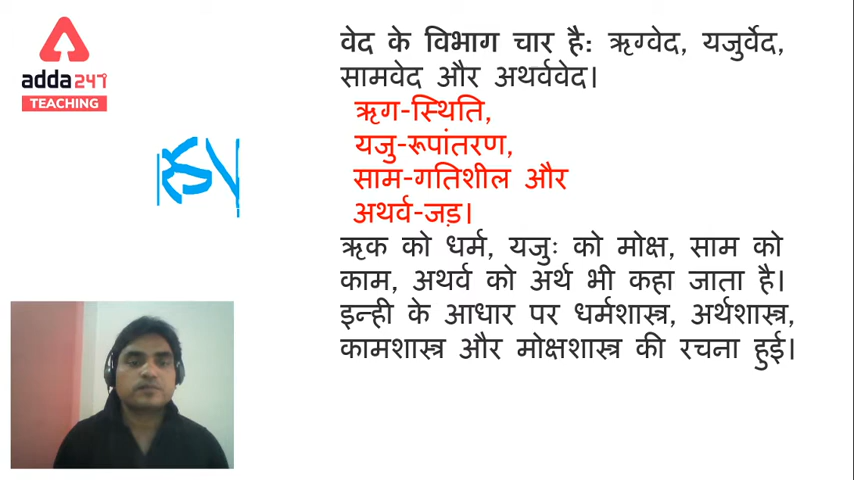 adda247
TEACHING
वेद के विभाग चार है: ऋग्वेद, यजुर्वेद,
सामवेद और अथर्ववेद।
ऋग-स्थिति,
यजु-रूपांतरण,
साम-गतिशील और
अथर्व-जड़।
ऋक को धर्म, यजुः को मोक्ष, साम को
काम, अथर्व को अर्थ भी कहा जाता है।
इन्ही के आधार पर धर्मशास्त्र, अर्थशास्त्र,
कामशास्त्र और मोक्षशास्त्र की रचना हुई।